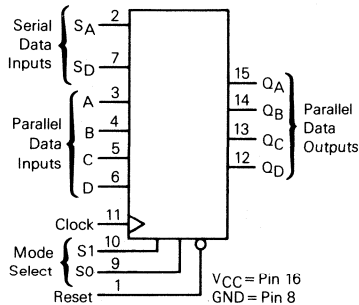 Serial Data Inputs
SA 2
SD 7
Parallel Data Inputs
A 3
B 4
C 5
D 6
Clock 11
Mode Select
S1 10
S0 9
Reset 1
15 QA
14 QB
13 QC
12 QD
Parallel Data Outputs
VCC = Pin 16
GND = Pin 8